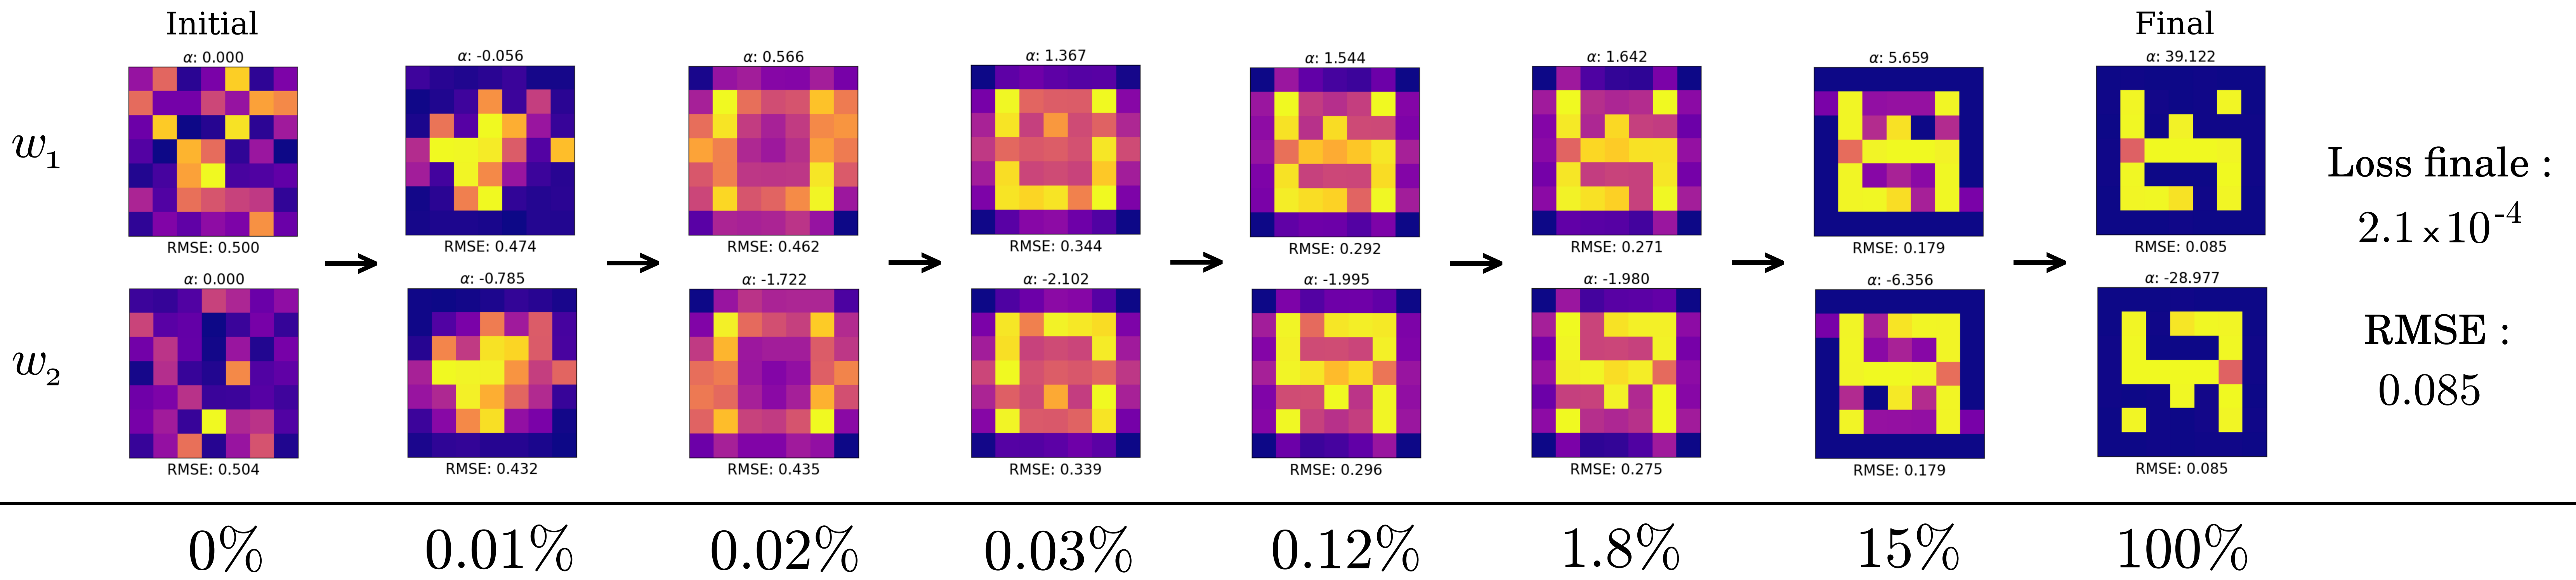 Initial
Final
α: 0.000
α: -0.056
α: 0.566
α: 1.367
α: 1.544
α: 1.642
α: 5.659
α: 39.122
w₁
RMSE: 0.500
RMSE: 0.474
RMSE: 0.462
RMSE: 0.344
RMSE: 0.292
RMSE: 0.271
RMSE: 0.179
RMSE: 0.085
→ → → → → → →
α: 0.000
α: -0.785
α: -1.722
α: -2.102
α: -1.995
α: -1.980
α: -6.356
α: -28.977
w₂
RMSE: 0.504
RMSE: 0.432
RMSE: 0.435
RMSE: 0.339
RMSE: 0.296
RMSE: 0.275
RMSE: 0.179
RMSE: 0.085
Loss finale :
2.1×10⁻⁴
RMSE :
0.085
0%
0.01%
0.02%
0.03%
0.12%
1.8%
15%
100%